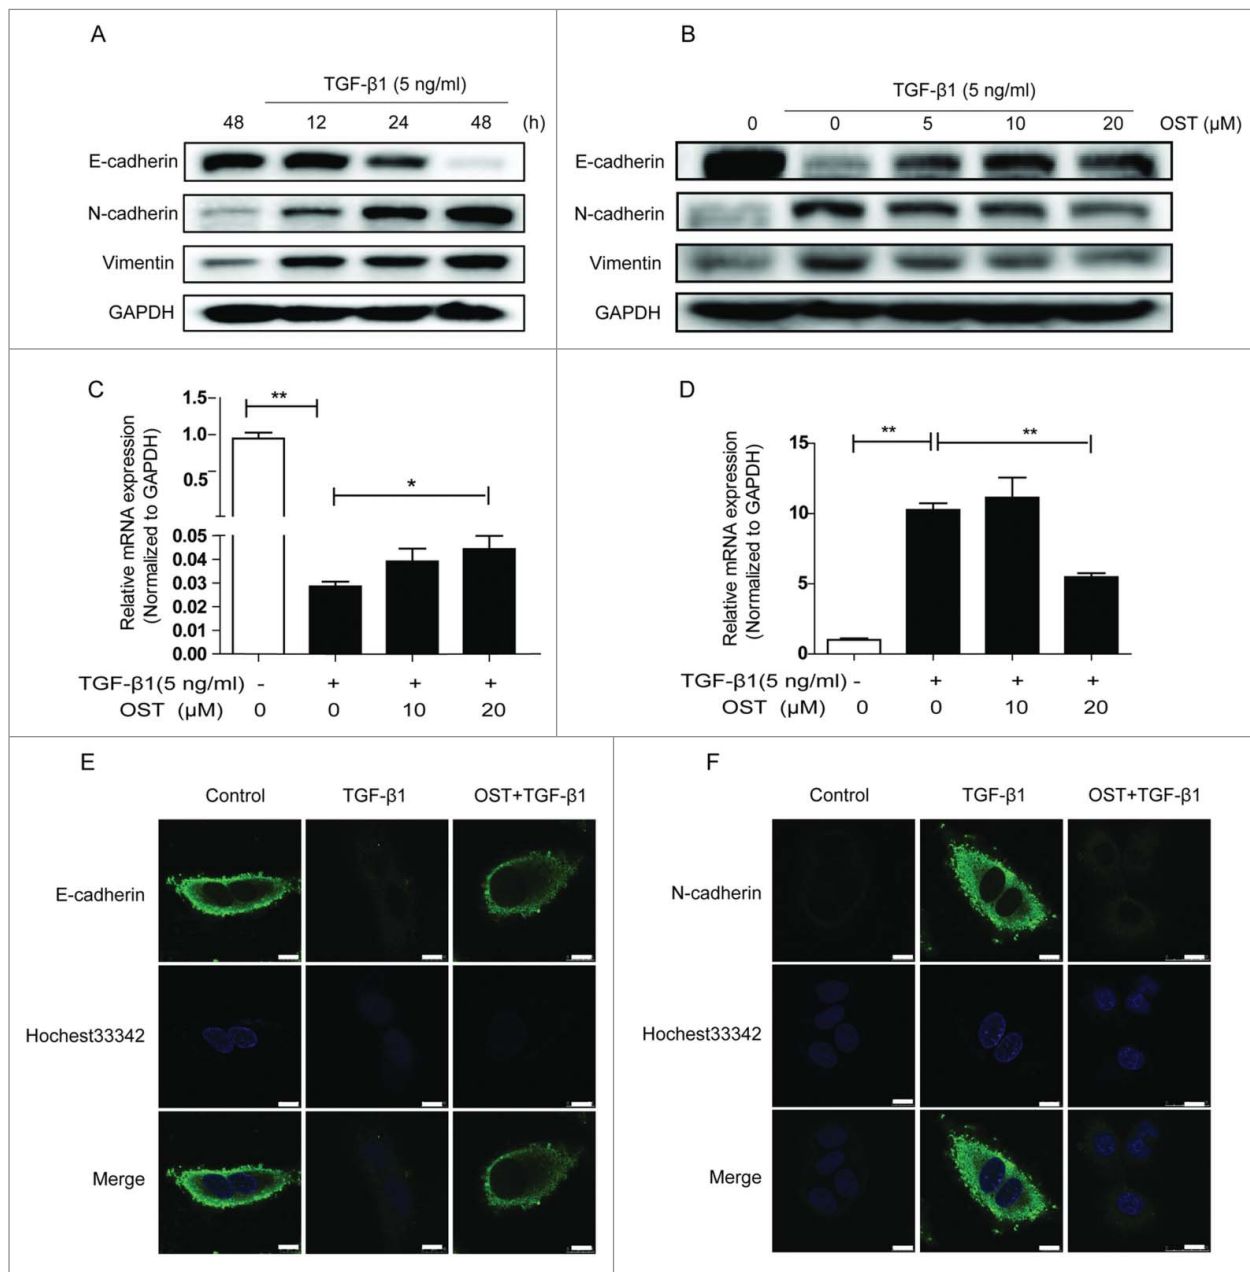 A
TGF-β1 (5 ng/ml)
48 12 24 48 (h)
E-cadherin
N-cadherin
Vimentin
GAPDH
B
TGF-β1 (5 ng/ml)
0 0 5 10 20 OST (μM)
E-cadherin
N-cadherin
Vimentin
GAPDH
C
Relative mRNA expression
(Normalized to GAPDH)
1.5
1.0
0.5
0.05
0.04
0.03
0.02
0.01
0.00
**
*
TGF-β1(5 ng/ml) - + + +
OST (μM) 0 0 10 20
D
Relative mRNA expression
(Normalized to GAPDH)
15
10
5
0
** **
TGF-β1(5 ng/ml) - + + +
OST (μM) 0 0 10 20
E
Control TGF-β1 OST+TGF-β1
E-cadherin
Hochest33342
Merge
F
Control TGF-β1 OST+TGF-β1
N-cadherin
Hochest33342
Merge